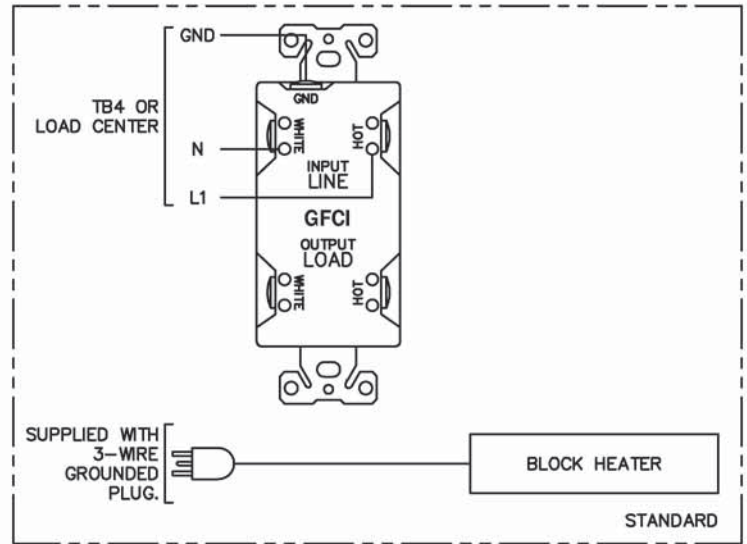 GND
TB4 OR
LOAD CENTER
N
L1
GND
WHITE
HOT
INPUT
LINE
GFCI
OUTPUT
LOAD
WHITE
HOT
SUPPLIED WITH
3-WIRE
GROUNDED
PLUG.
BLOCK HEATER
STANDARD